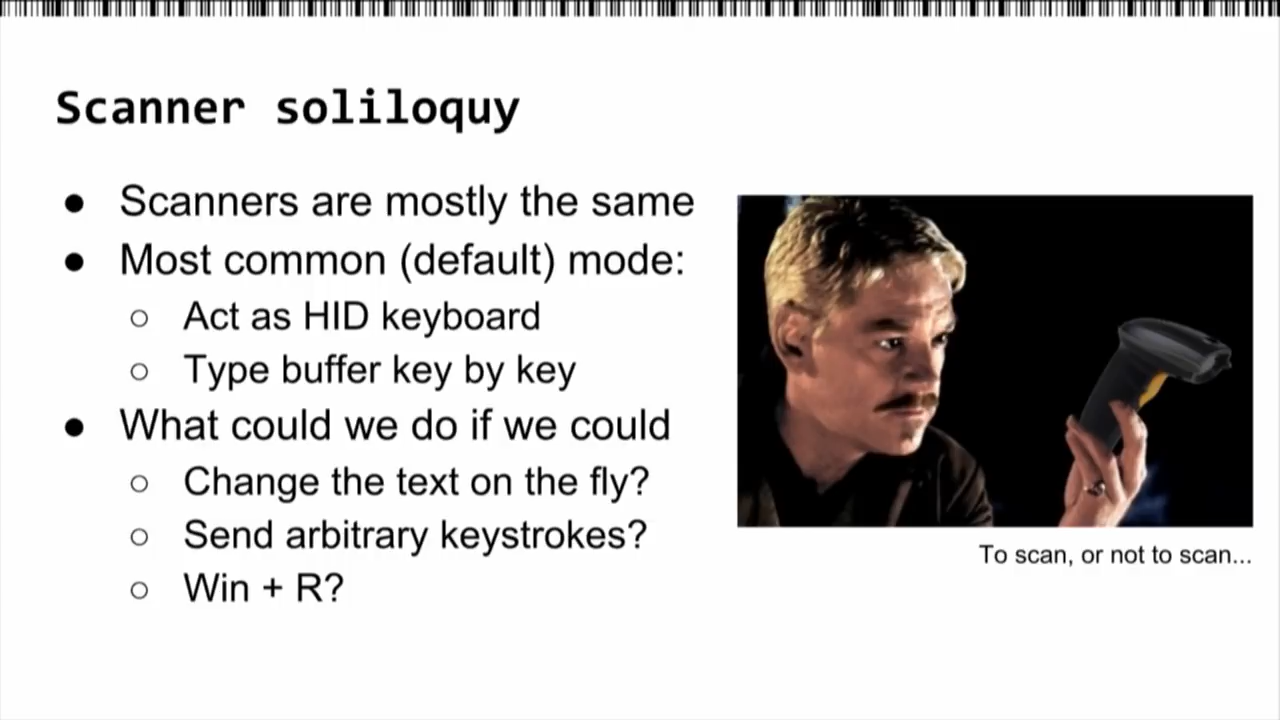 Scanner soliloquy
● Scanners are mostly the same
● Most common (default) mode:
○ Act as HID keyboard
○ Type buffer key by key
● What could we do if we could
○ Change the text on the fly?
○ Send arbitrary keystrokes?
○ Win + R?
To scan, or not to scan...